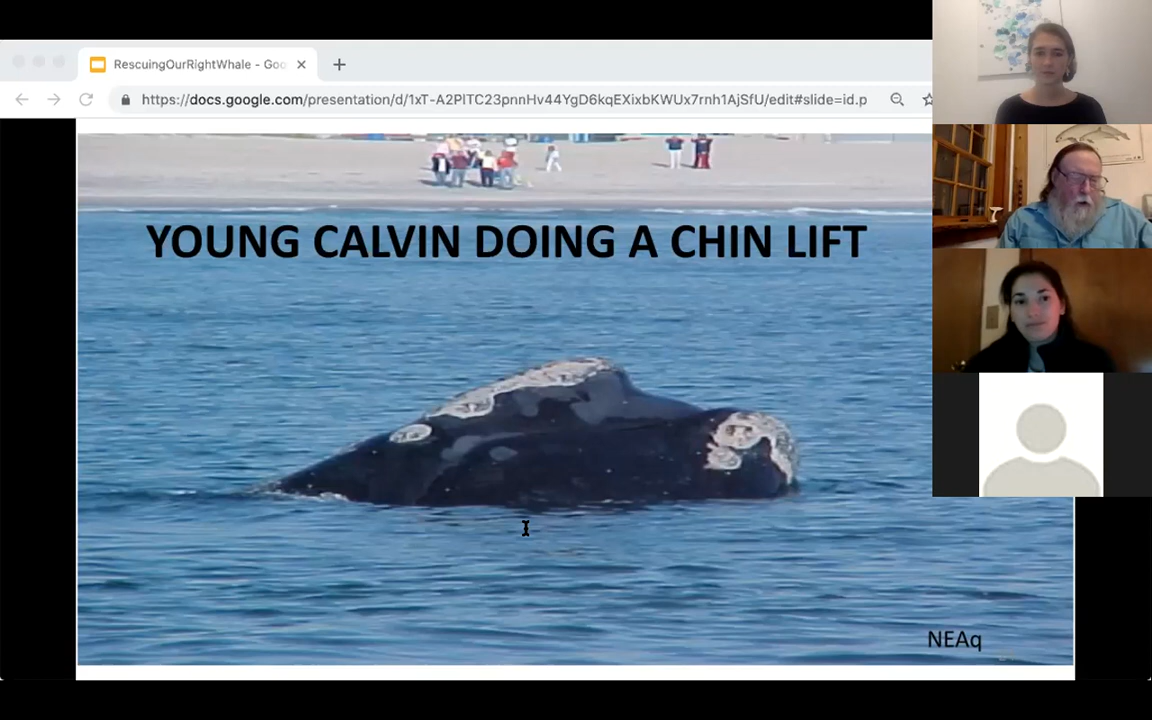 RescuingOurRightWhale - Goo
https://docs.google.com/presentation/d/1xT-A2PITC23pnnHv44YgD6kqEXixbKWUx7rnh1AjSfU/edit#slide=id.p
YOUNG CALVIN DOING A CHIN LIFT
NEAq